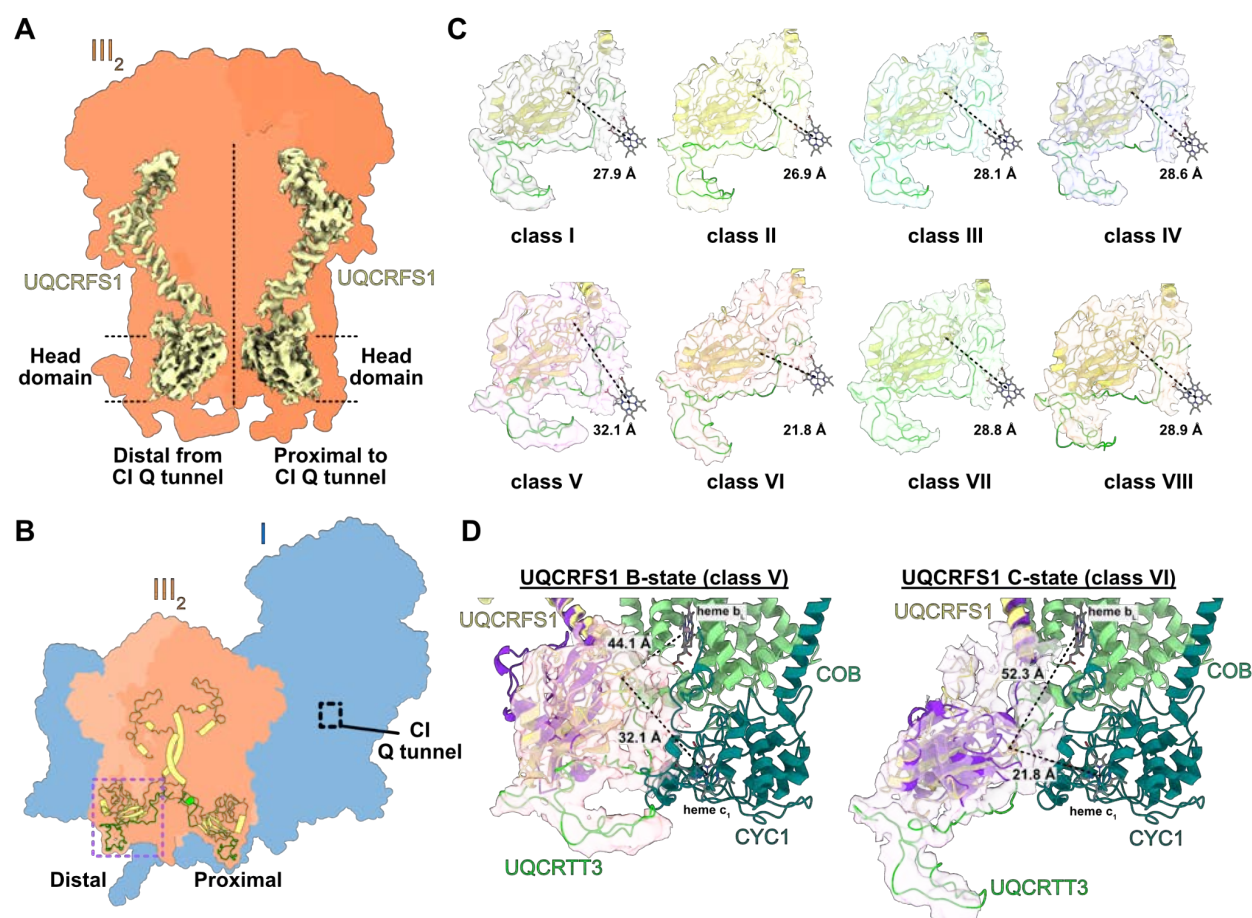 A
III2
UQCRFS1
UQCRFS1
Head
domain
Head
domain
Distal from
CI Q tunnel
Proximal to
CI Q tunnel
B
I
III2
CI
Q tunnel
Distal
Proximal
C
27.9 Å
26.9 Å
28.1 Å
28.6 Å
class I
class II
class III
class IV
32.1 Å
21.8 Å
28.8 Å
28.9 Å
class V
class VI
class VII
class VIII
D
UQCRFS1 B-state (class V)
UQCRFS1
heme bL
44.1 Å
COB
32.1 Å
heme c1
CYC1
UQCRTT3
UQCRFS1 C-state (class VI)
UQCRFS1
heme bL
52.3 Å
COB
21.8 Å
heme c1
CYC1
UQCRTT3